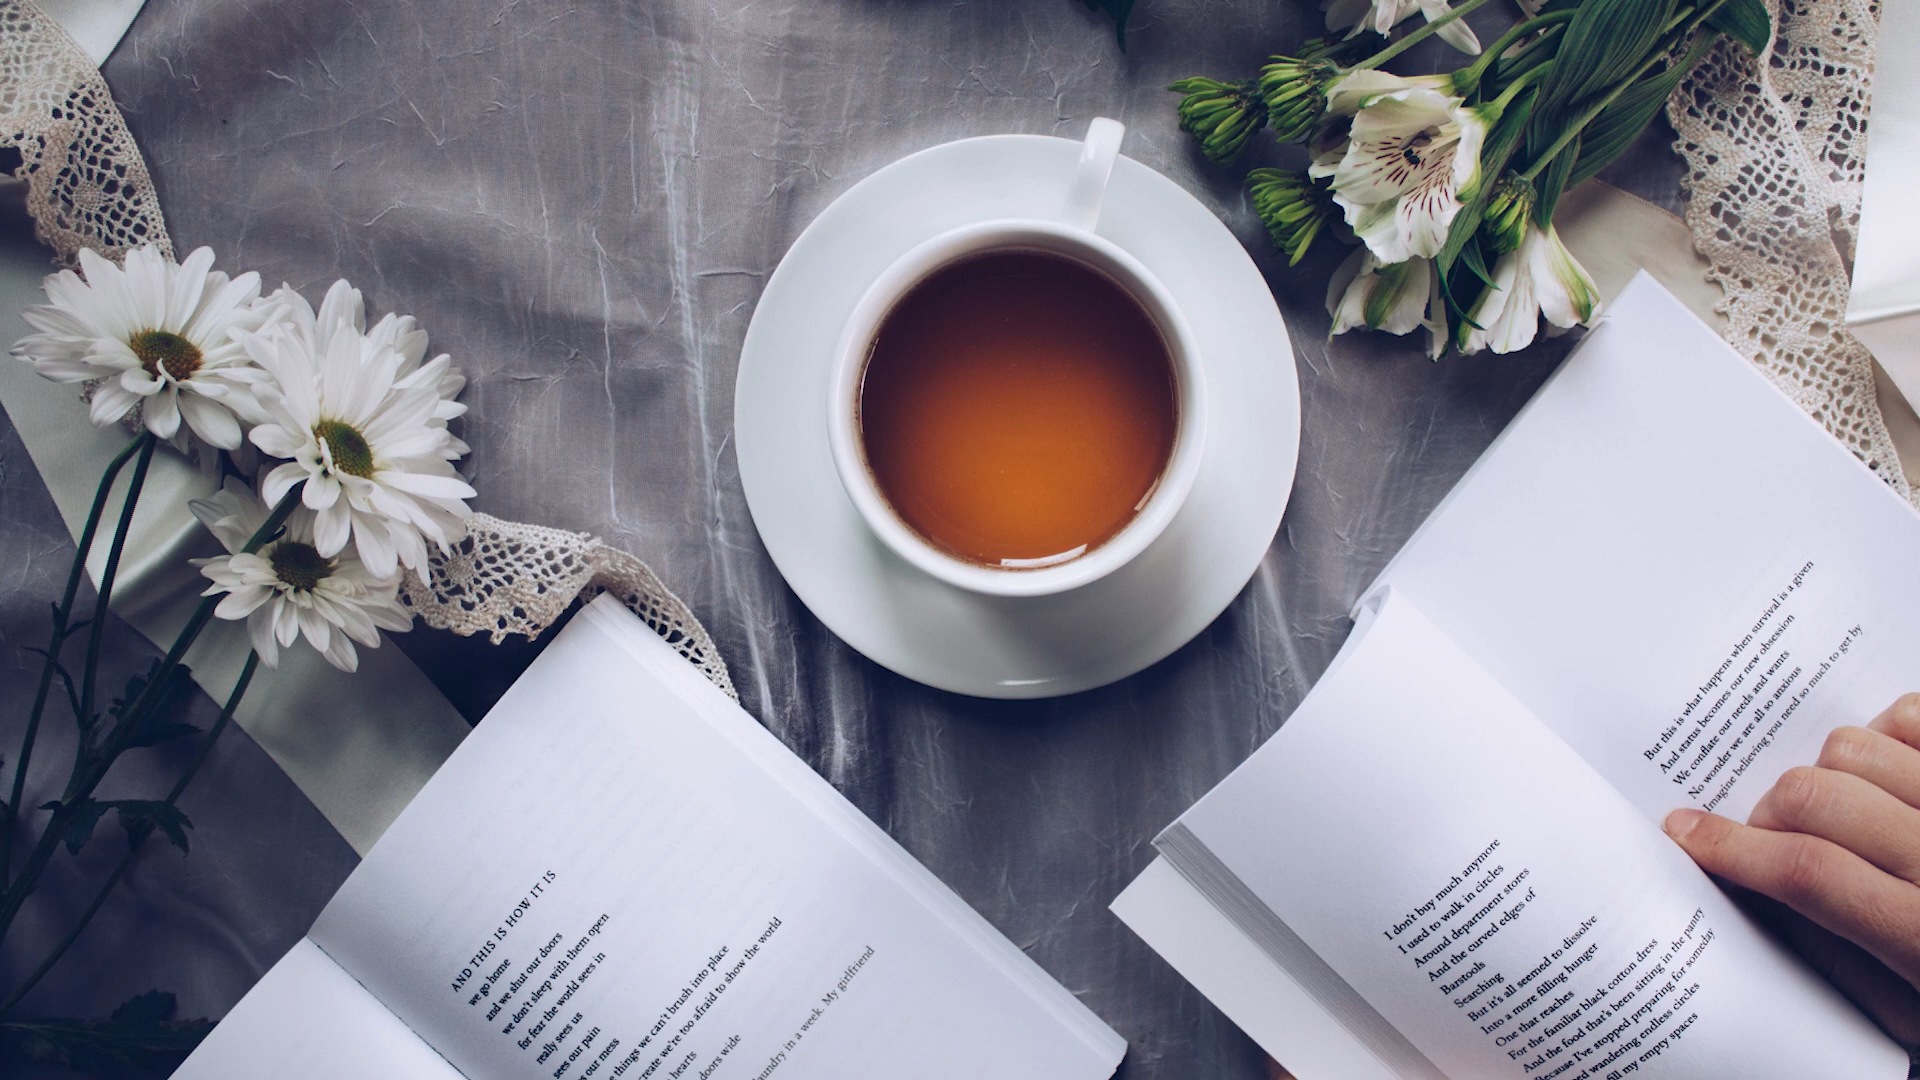 AND THIS IS HOW IT IS
we go home
and we shut our doors
we don't sleep with them open
for fear the world sees in
really sees us
sees our pain
our mess
things we can't brush into place
create we're too afraid to show the world
hearts
doors wide
laundry in a week. My girlfriend
I don't buy much anymore
I used to walk in circles
Around department stores
And the curved edges of
Barstools
Searching
But it's all seemed to dissolve
Into a more filling hunger
One that reaches
For the familiar black cotton dress
And the food that's been sitting in the pantry
Because I've stopped preparing for someday
wandering endless circles
fill my empty spaces
But this is what happens when survival is a given
And status becomes our new obsession
We conflate our needs and wants
No wonder we are all so anxious
Imagine believing you need so much to get by